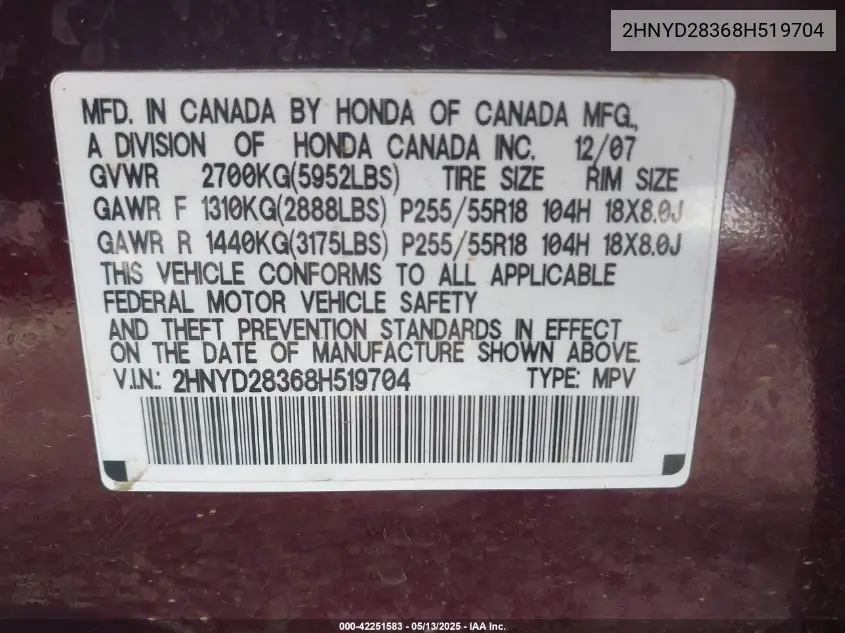 2HNYD28368H519704
MFD. IN CANADA BY HONDA OF CANADA MFG.,
A DIVISION OF HONDA CANADA INC. 12/07
GVWR 2700KG(5952LBS) TIRE SIZE RIM SIZE
GAWR F 1310KG(2888LBS) P255/55R18 104H 18X8.0J
GAWR R 1440KG(3175LBS) P255/55R18 104H 18X8.0J
THIS VEHICLE CONFORMS TO ALL APPLICABLE
FEDERAL MOTOR VEHICLE SAFETY
AND THEFT PREVENTION STANDARDS IN EFFECT
ON THE DATE OF MANUFACTURE SHOWN ABOVE.
V.I.N.: 2HNYD28368H519704 TYPE: MPV
000-42251583 - 05/13/2025 - IAA Inc.